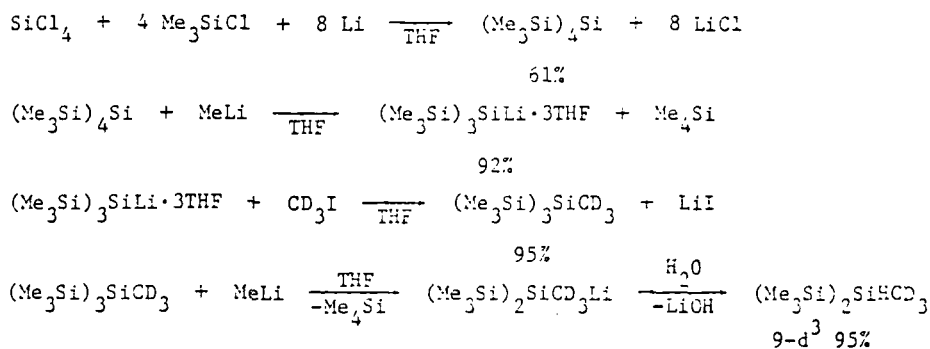 SiCl4 + 4 Me3SiCl + 8 Li →THF (Me3Si)4Si + 8 LiCl
61%
(Me3Si)4Si + MeLi →THF (Me3Si)3SiLi·3THF + Me4Si
92%
(Me3Si)3SiLi·3THF + CD3I →THF (Me3Si)3SiCD3 + LiI
95%
(Me3Si)3SiCD3 + MeLi →THF -Me4Si (Me3Si)2SiCD3Li →H2O -LiOH (Me3Si)2SiHCD3
9-d3 95%